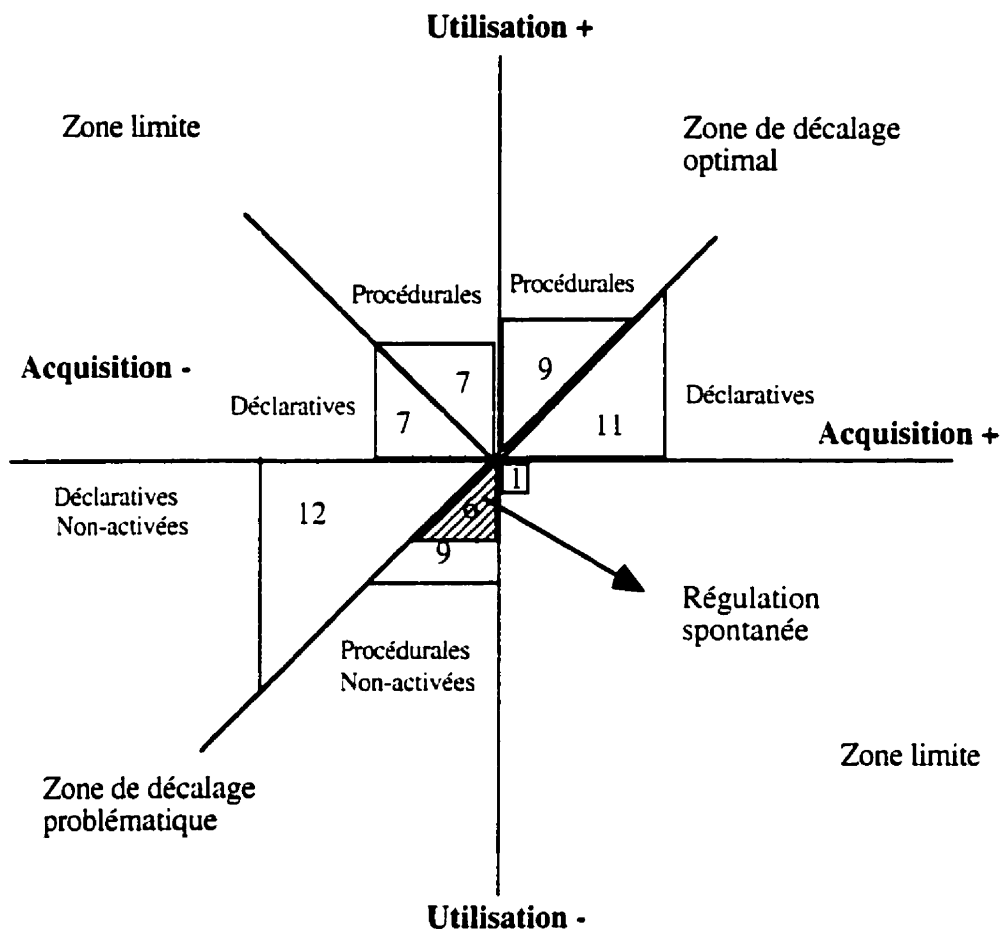 Utilisation +
Zone limite
Zone de décalage
optimal
Procédurales
Procédurales
Acquisition -
7
9
Déclaratives
7
11
Déclaratives
Acquisition +
1
Déclaratives
Non-activées
12
9
Régulation
spontanée
Procédurales
Non-activées
Zone limite
Zone de décalage
problématique
Utilisation -